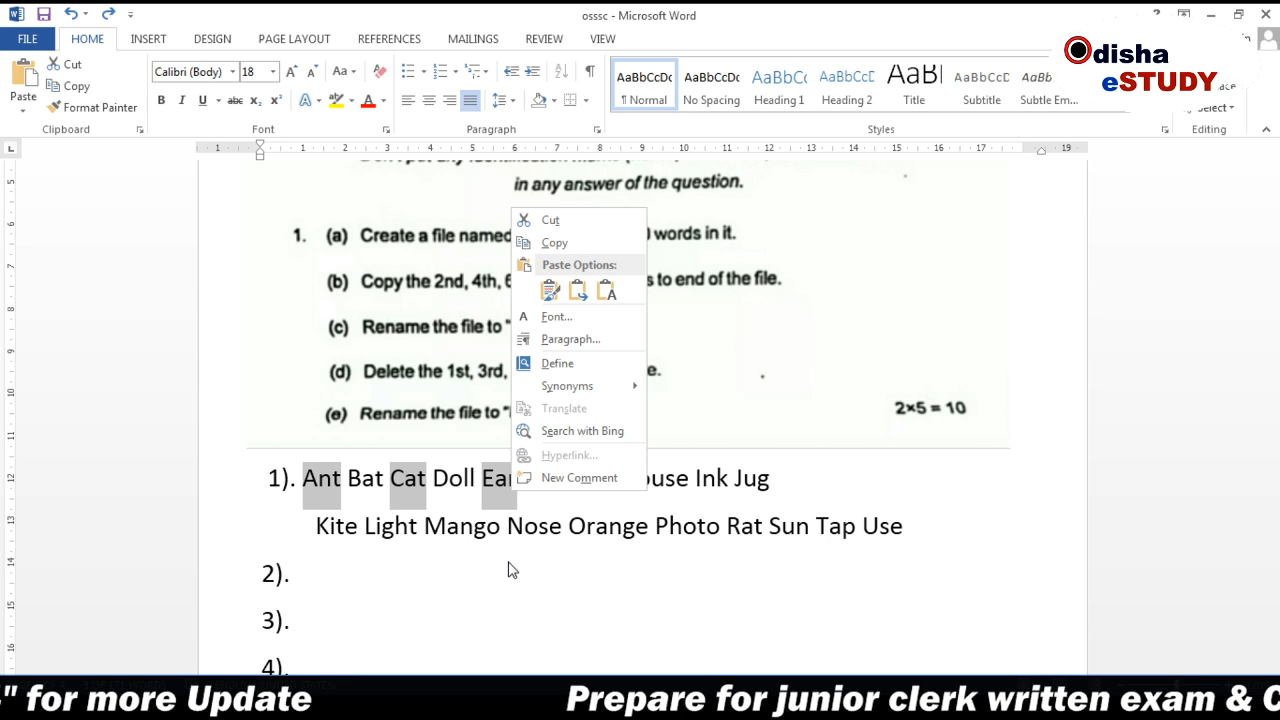 osssc - Microsoft Word
FILE HOME INSERT DESIGN PAGE LAYOUT REFERENCES MAILINGS REVIEW VIEW
Odisha
eSTUDY
Paste
Cut
Copy
Format Painter
Calibri (Body) 18
AaBbCcDc AaBbCcDc AaBbCc AaBbCcD AaBl AaBbCcD
¶ Normal No Spacing Heading 1 Heading 2 Title Subtitle Subtle Em...
Select
Clipboard Font Paragraph Styles Editing
in any answer of the question.
1. (a) Create a file named words in it.
(b) Copy the 2nd, 4th, to end of the file.
(c) Rename the file to "
(d) Delete the 1st, 3rd,
(e) Rename the file to "
2×5 = 10
Cut
Copy
Paste Options:
Font...
Paragraph...
Define
Synonyms
Translate
Search with Bing
Hyperlink...
New Comment
1). Ant Bat Cat Doll Ink Jug
Kite Light Mango Nose Orange Photo Rat Sun Tap Use
2).
3).
4).
" for more Update Prepare for junior clerk written exam &